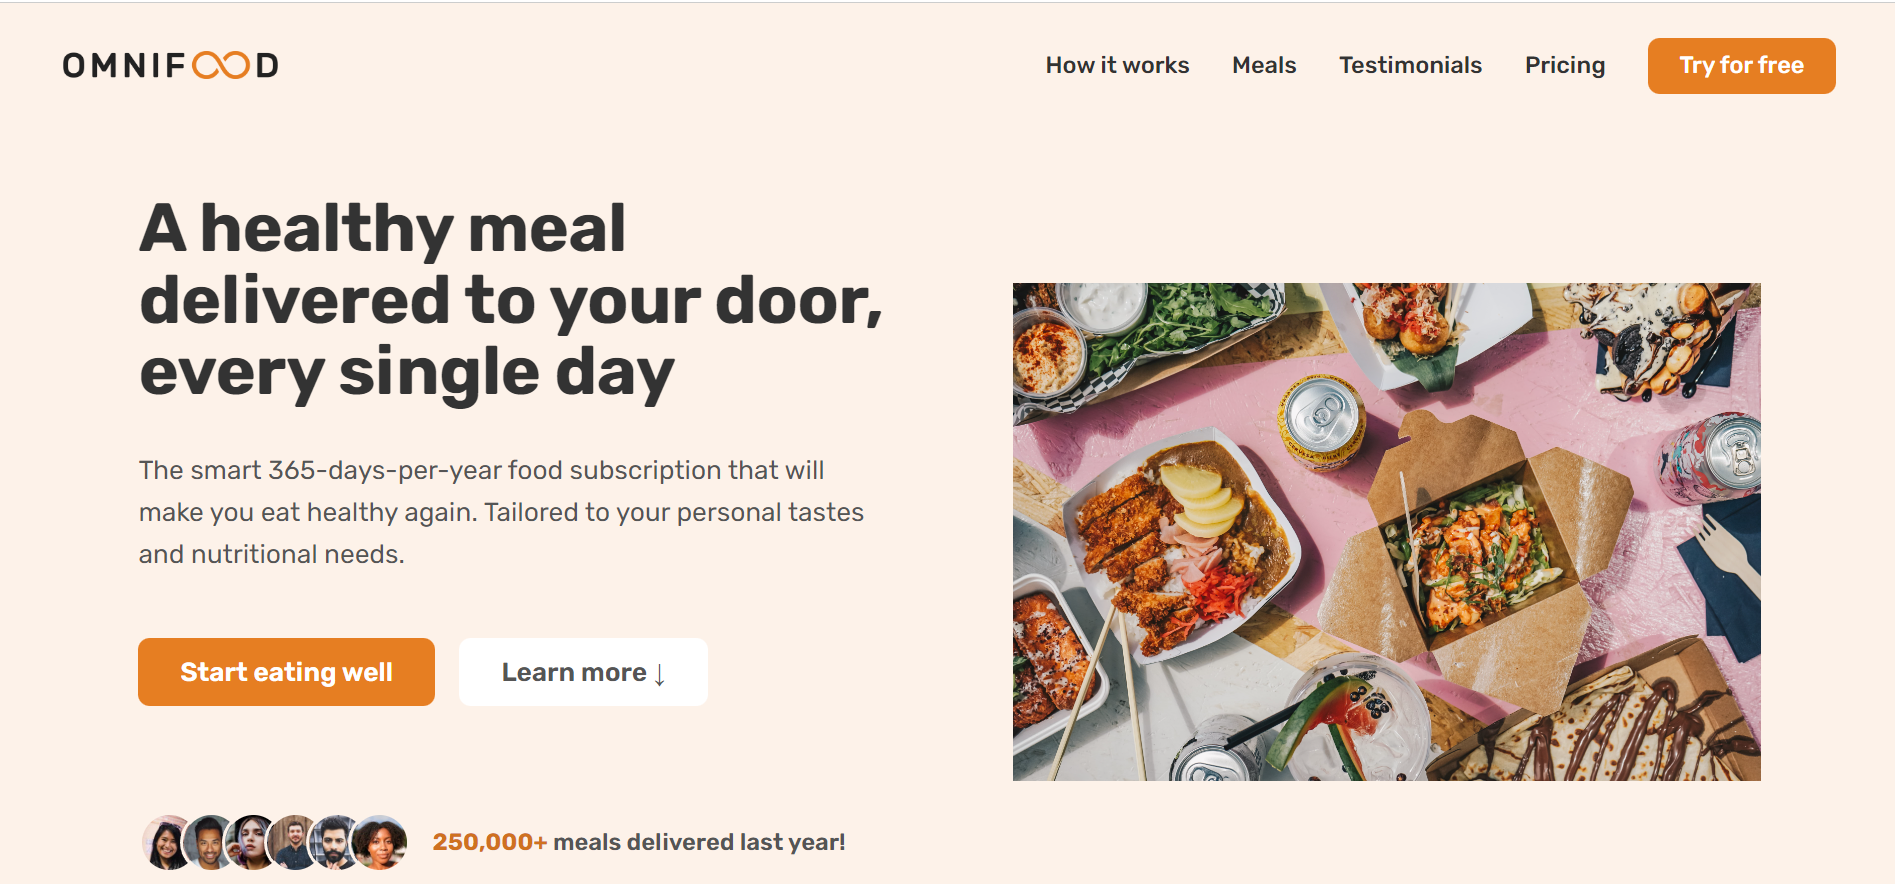 OMNIFOOD
How it works
Meals
Testimonials
Pricing
Try for free
A healthy meal
delivered to your door,
every single day
The smart 365-days-per-year food subscription that will
make you eat healthy again. Tailored to your personal tastes
and nutritional needs.
Start eating well
Learn more ↓
250,000+ meals delivered last year!